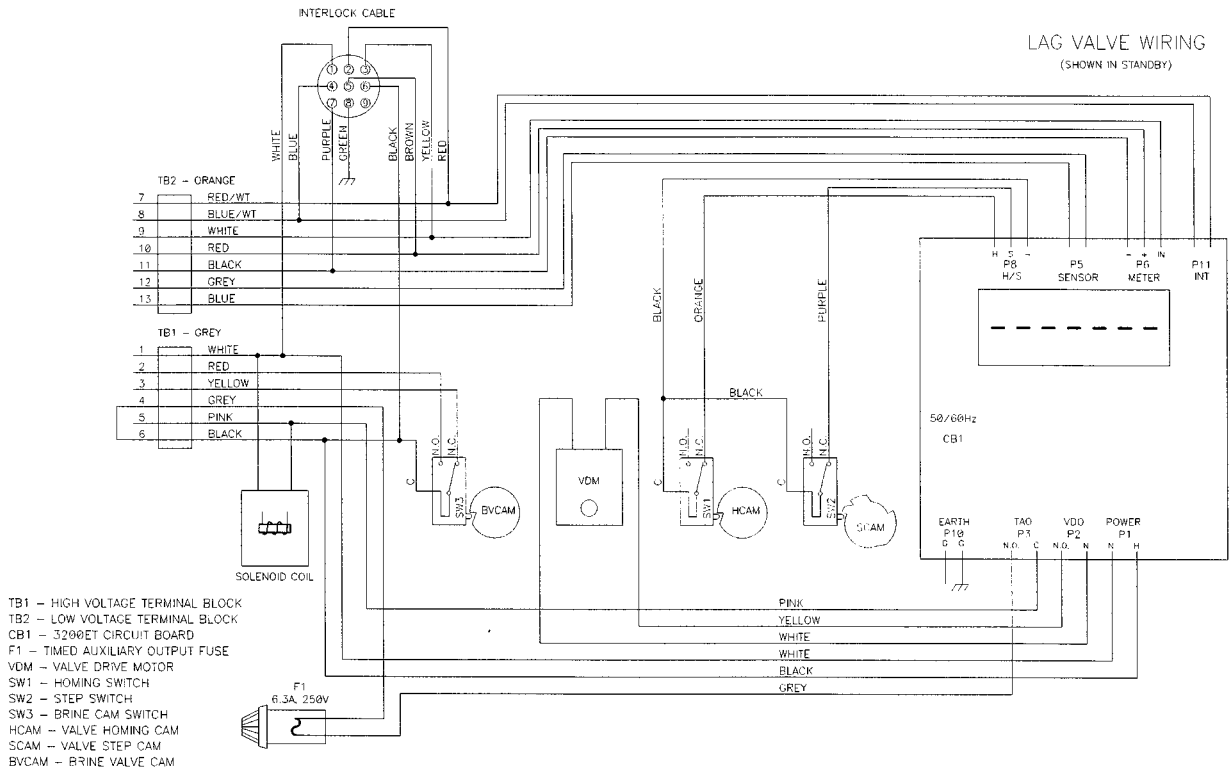 INTERLOCK CABLE
LAG VALVE WIRING
(SHOWN IN STANDBY)
1 2 3
4 5 6
7 8 9
WHITE
BLUE
PURPLE
GREEN
BLACK
BROWN
YELLOW
RED
TB2 - ORANGE
7 RED/WT
8 BLUE/WT
9 WHITE
10 RED
11 BLACK
12 GREY
13 BLUE
TB1 - GREY
1 WHITE
2 RED
3 YELLOW
4 GREY
5 PINK
6 BLACK
H S - - + IN
P8 P5 P6 P11
H/S SENSOR METER INT
BLACK
ORANGE
PURPLE
BLACK
50/60Hz
CB1
N.O. N.C.
C
SW3
BVCAM
VDM
N.O. N.C.
C
SW1
HCAM
N.O. N.C.
C
SW2
SCAM
EARTH TAO VDO POWER
P10 P3 P2 P1
G G N.O. C N.O. N N H
SOLENOID COIL
PINK
YELLOW
WHITE
WHITE
BLACK
GREY
F1
6.3A, 250V
TB1 - HIGH VOLTAGE TERMINAL BLOCK
TB2 - LOW VOLTAGE TERMINAL BLOCK
CB1 - 3200ET CIRCUIT BOARD
F1 - TIMED AUXILIARY OUTPUT FUSE
VDM - VALVE DRIVE MOTOR
SW1 - HOMING SWITCH
SW2 - STEP SWITCH
SW3 - BRINE CAM SWITCH
HCAM - VALVE HOMING CAM
SCAM - VALVE STEP CAM
BVCAM - BRINE VALVE CAM